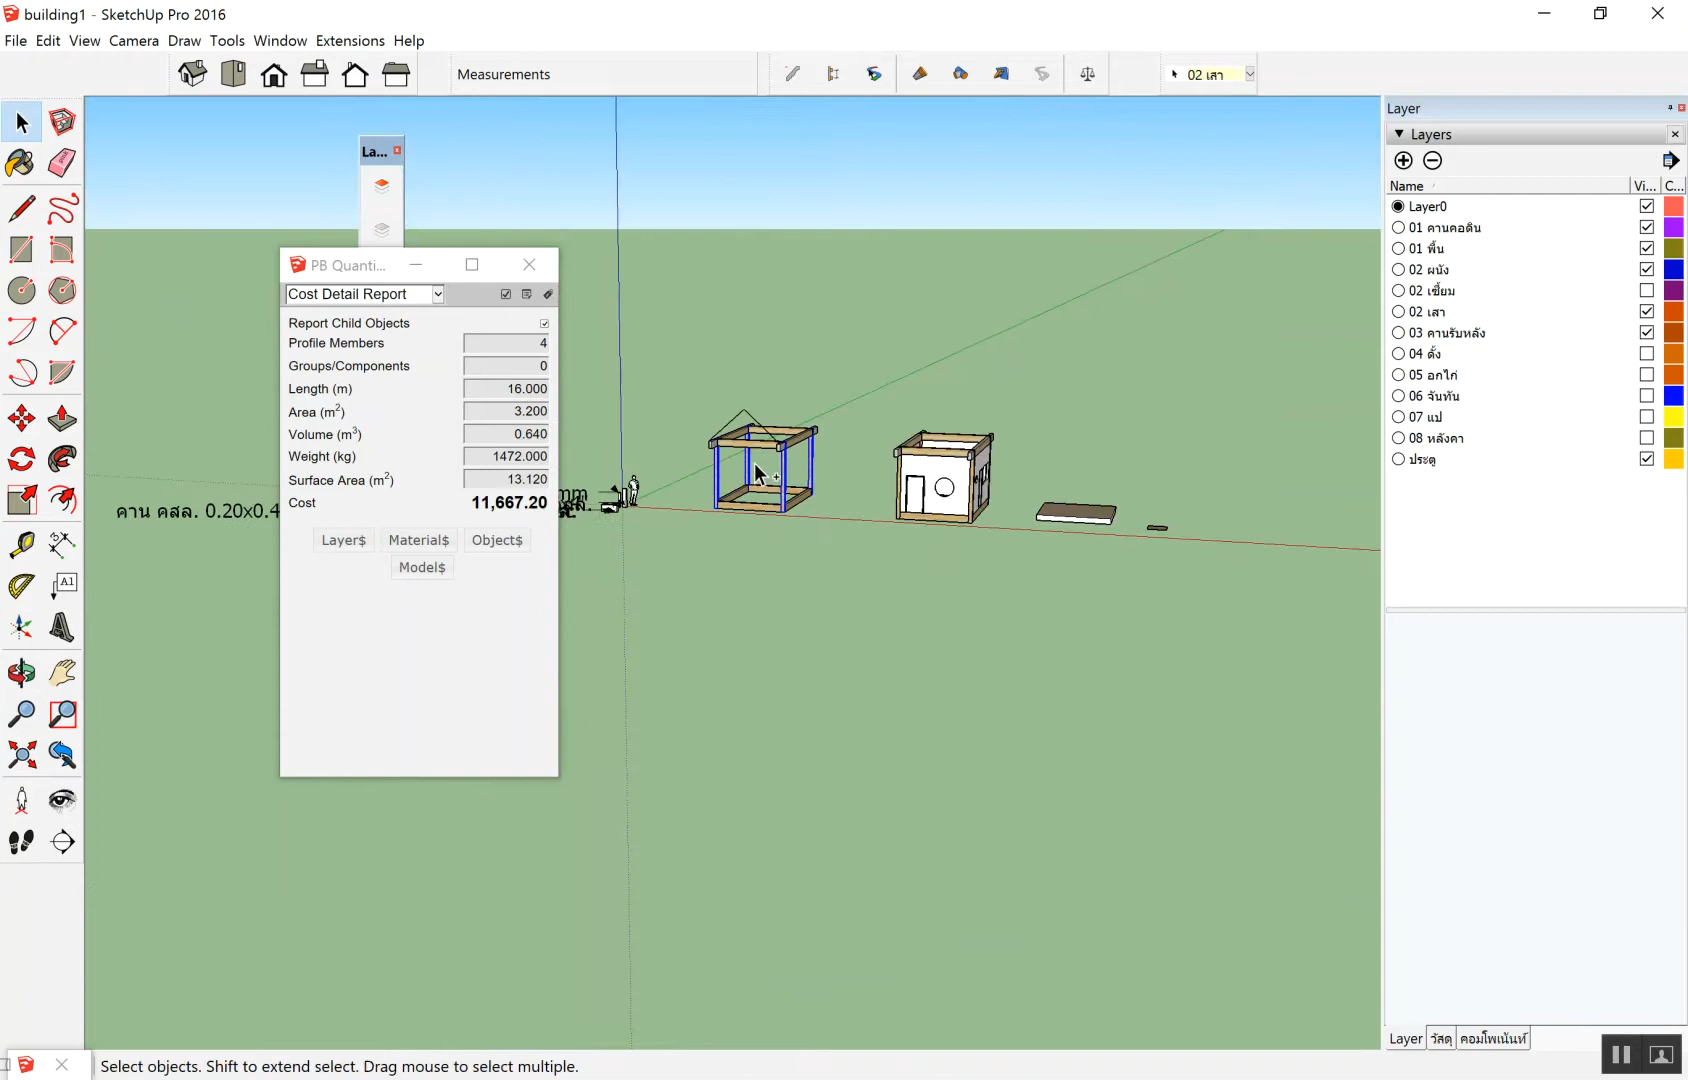 building1 - SketchUp Pro 2016
File Edit View Camera Draw Tools Window Extensions Help
Measurements
02 เสา
Layer
Layers
Name Vi... C...
Layer0
01 คานคอดิน
01 พื้น
02 ผนัง
02 เซี้ยม
02 เสา
03 คานรับหลัง
04 ดั้ง
05 อกไก่
06 จันทัน
07 แป
08 หลังคา
ประตู
La...
PB Quanti...
Cost Detail Report
Report Child Objects
Profile Members 4
Groups/Components 0
Length (m) 16.000
Area (m2) 3.200
Volume (m3) 0.640
Weight (kg) 1472.000
Surface Area (m2) 13.120
Cost 11,667.20
Layer$ Material$ Object$
Model$
คาน คสล. 0.20x0.4
A1
Layer วัสดุ คอมโพเน้นท์
Select objects. Shift to extend select. Drag mouse to select multiple.